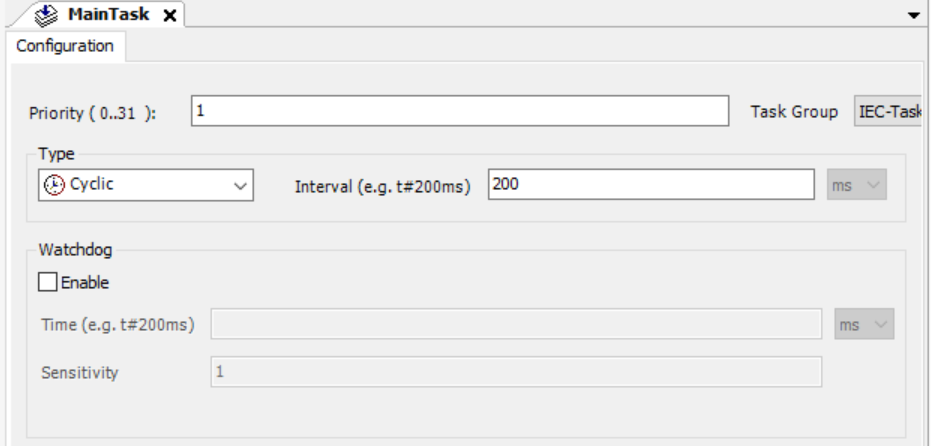 MainTask
Configuration
Priority ( 0..31 ): 1 Task Group IEC-Task
Type
Cyclic Interval (e.g. t#200ms) 200 ms
Watchdog
Enable
Time (e.g. t#200ms) ms
Sensitivity 1